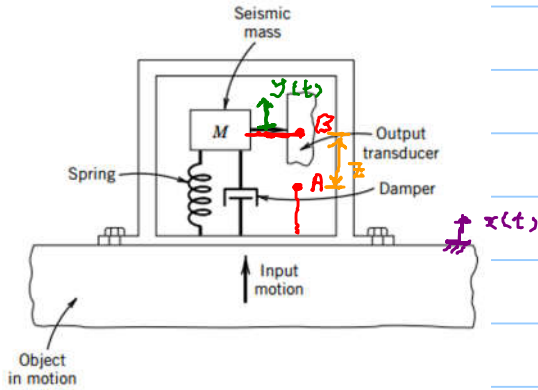 Seismic
mass
y(t)
M
B
Output
transducer
z
Spring
A
Damper
x(t)
Input
motion
Object
in motion